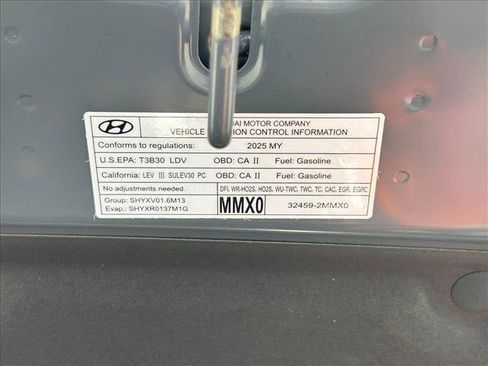 AI MOTOR COMPANY
VEHICLE ION CONTROL INFORMATION
Conforms to regulations: 2025 MY
U.S.EPA: T3B30 LDV OBD: CA II Fuel: Gasoline
California: LEV III SULEV30 PC OBD: CA II Fuel: Gasoline
No adjustments needed. DFI, WR-HO2S, HO2S, WU-TWC, TWC, TC, CAC, EGR, EGRC
Group: SHYXV01.6M13
Evap.: SHYXR0137M1G
MMX0 32459-2MMX0